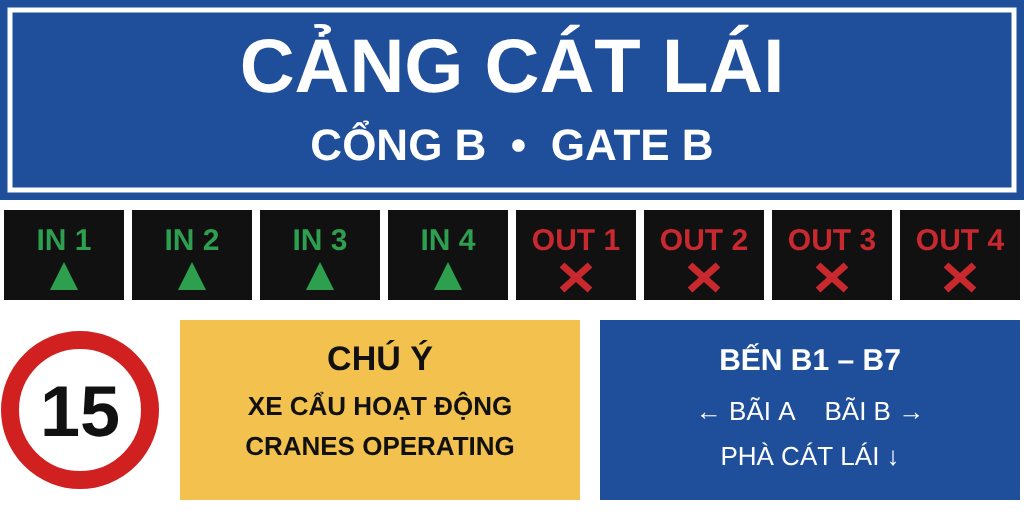 CẢNG CÁT LÁI
CỔNG B • GATE B
IN 1 IN 2 IN 3 IN 4 OUT 1 OUT 2 OUT 3 OUT 4
15
CHÚ Ý
XE CẨU HOẠT ĐỘNG
CRANES OPERATING
BẾN B1 – B7
← BÃI A BÃI B →
PHÀ CÁT LÁI ↓